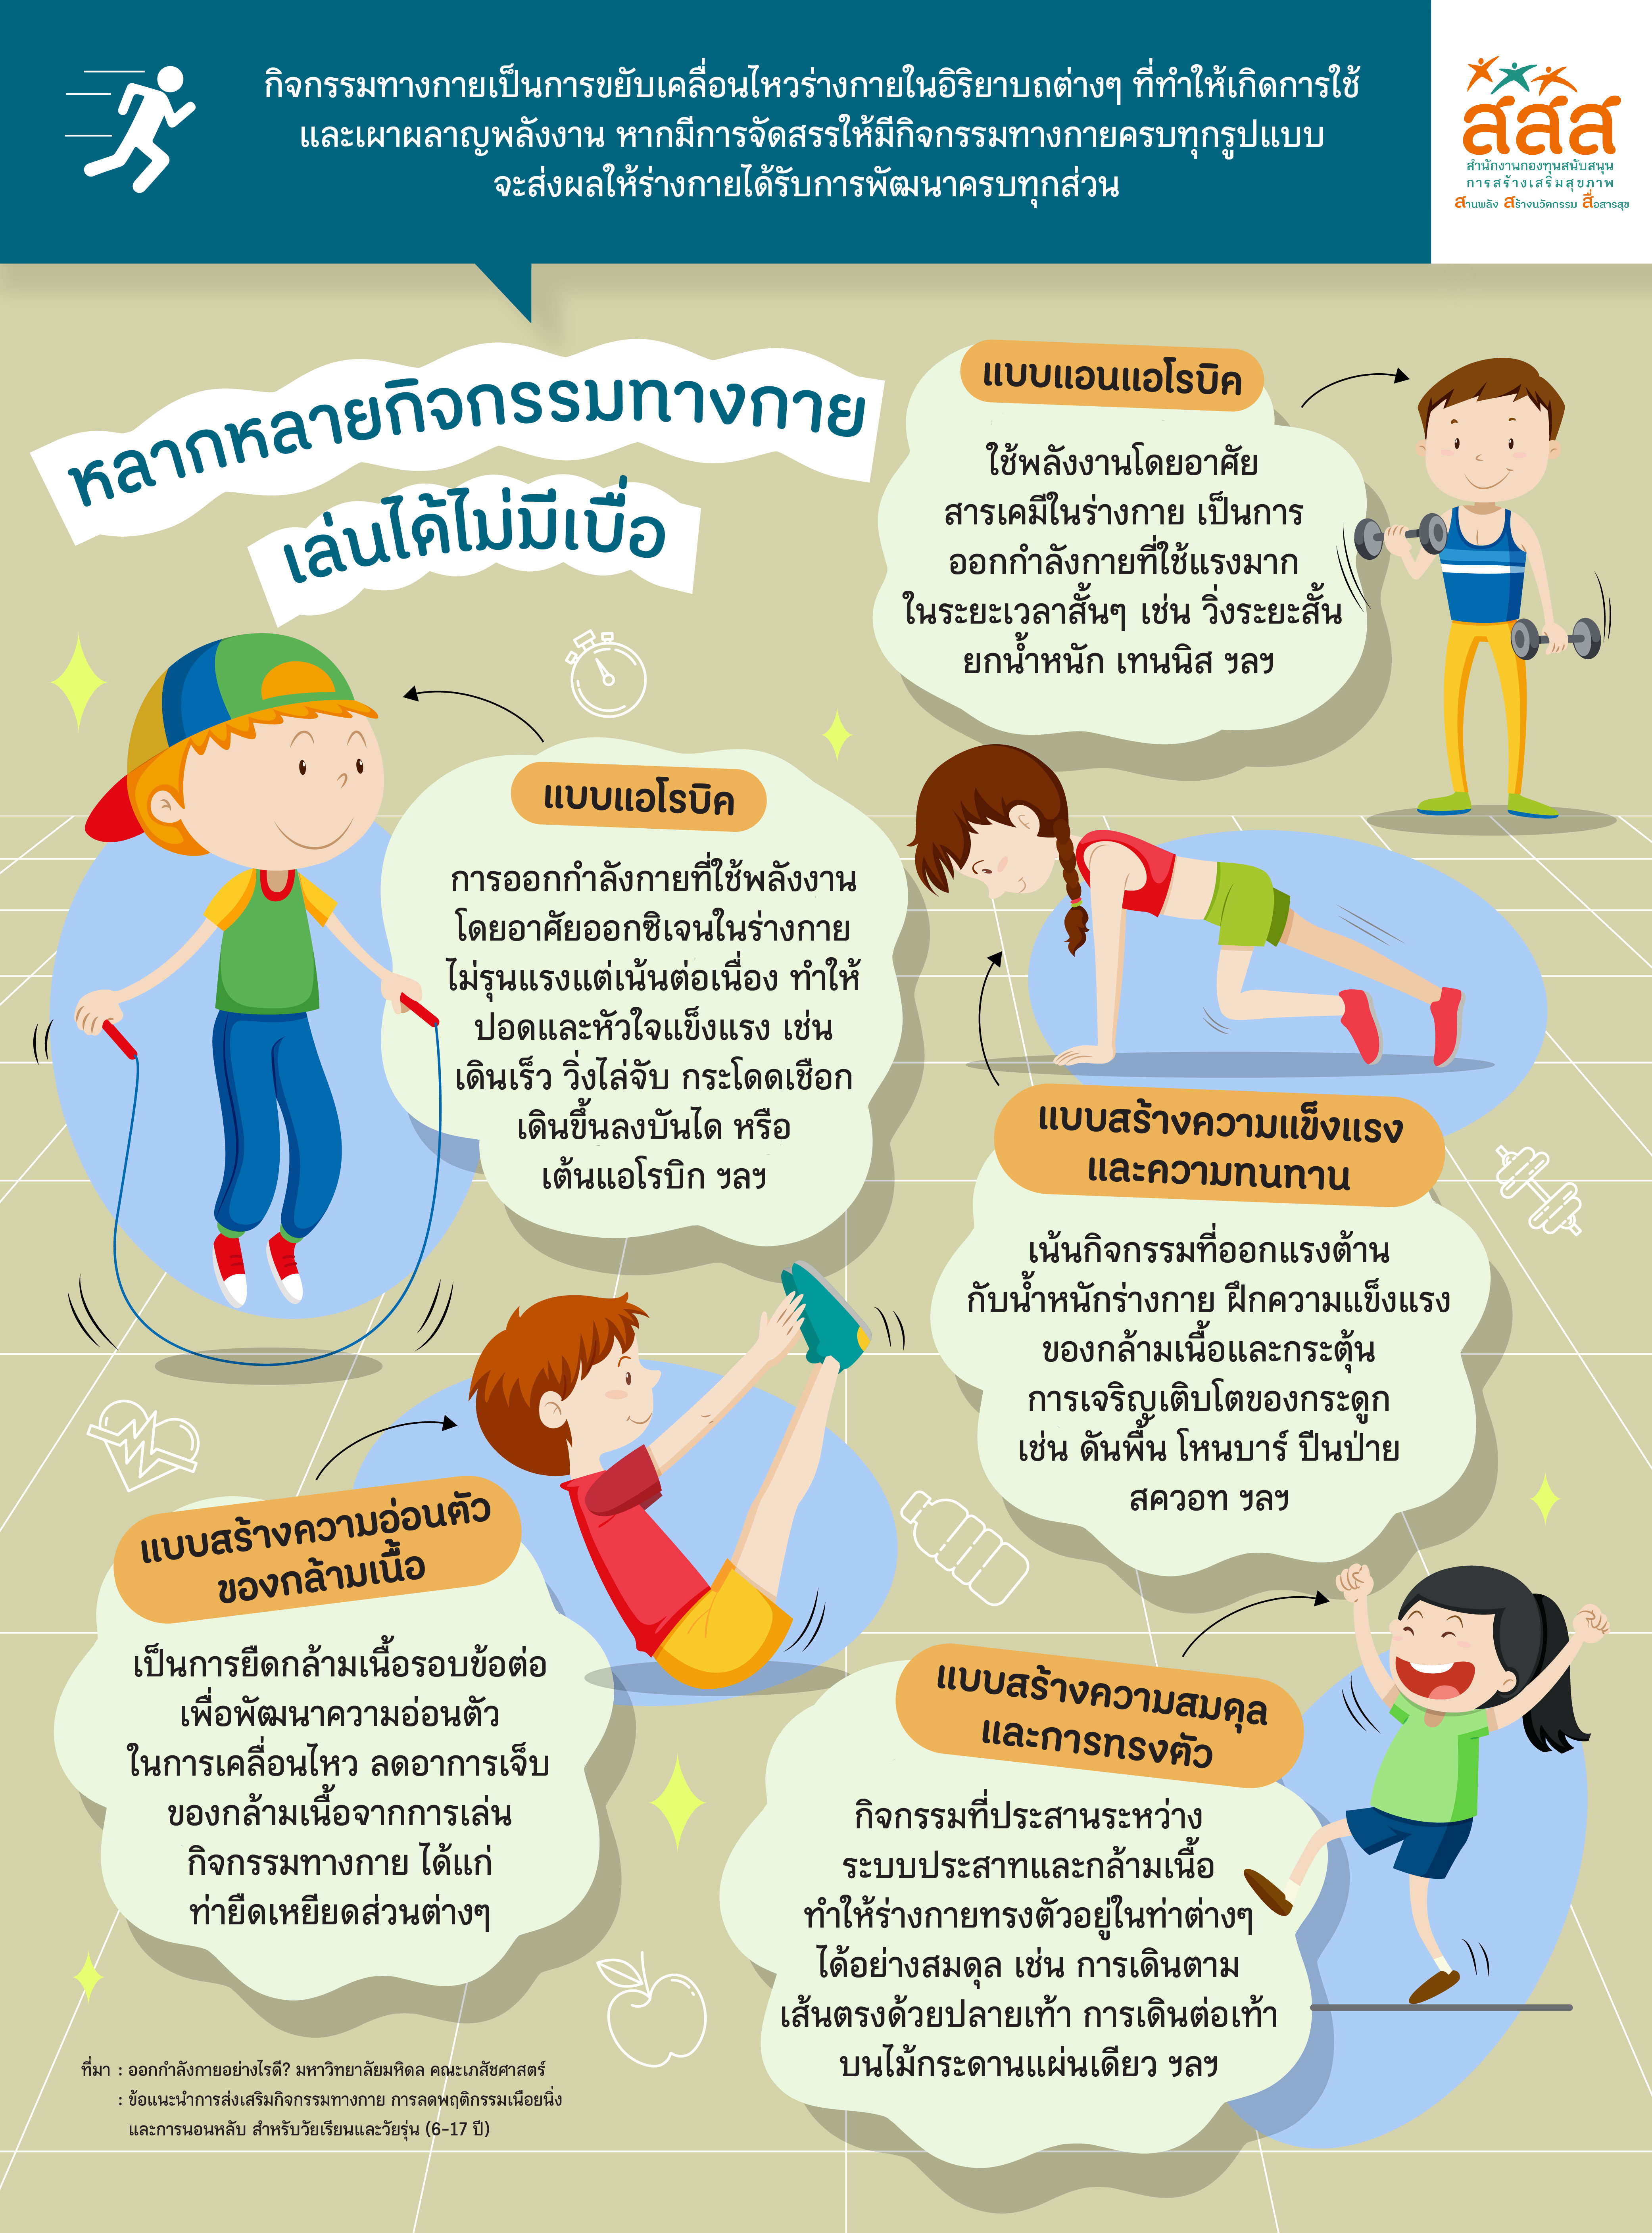 กิจกรรมทางกายเป็นการขยับเคลื่อนไหวร่างกายในอิริยาบถต่างๆ ที่ทำให้เกิดการใช้
และเผาผลาญพลังงาน หากมีการจัดสรรให้มีกิจกรรมทางกายครบทุกรูปแบบ
จะส่งผลให้ร่างกายได้รับการพัฒนาครบทุกส่วน
สสส
สำนักงานกองทุนสนับสนุน
การสร้างเสริมสุขภาพ
สานพลัง สร้างนวัตกรรม สื่อสารสุข
หลากหลายกิจกรรมทางกาย
เล่นได้ไม่มีเบื่อ
แบบแอนแอโรบิค
ใช้พลังงานโดยอาศัย
สารเคมีในร่างกาย เป็นการ
ออกกำลังกายที่ใช้แรงมาก
ในระยะเวลาสั้นๆ เช่น วิ่งระยะสั้น
ยกน้ำหนัก เทนนิส ฯลฯ
แบบแอโรบิค
การออกกำลังกายที่ใช้พลังงาน
โดยอาศัยออกซิเจนในร่างกาย
ไม่รุนแรงแต่เน้นต่อเนื่อง ทำให้
ปอดและหัวใจแข็งแรง เช่น
เดินเร็ว วิ่งไล่จับ กระโดดเชือก
เดินขึ้นลงบันได หรือ
เต้นแอโรบิก ฯลฯ
แบบสร้างความแข็งแรง
และความทนทาน
เน้นกิจกรรมที่ออกแรงต้าน
กับน้ำหนักร่างกาย ฝึกความแข็งแรง
ของกล้ามเนื้อและกระตุ้น
การเจริญเติบโตของกระดูก
เช่น ดันพื้น โหนบาร์ ปีนป่าย
สควอท ฯลฯ
แบบสร้างความอ่อนตัว
ของกล้ามเนื้อ
เป็นการยืดกล้ามเนื้อรอบข้อต่อ
เพื่อพัฒนาความอ่อนตัว
ในการเคลื่อนไหว ลดอาการเจ็บ
ของกล้ามเนื้อจากการเล่น
กิจกรรมทางกาย ได้แก่
ท่ายืดเหยียดส่วนต่างๆ
แบบสร้างความสมดุล
และการทรงตัว
กิจกรรมที่ประสานระหว่าง
ระบบประสาทและกล้ามเนื้อ
ทำให้ร่างกายทรงตัวอยู่ในท่าต่างๆ
ได้อย่างสมดุล เช่น การเดินตาม
เส้นตรงด้วยปลายเท้า การเดินต่อเท้า
บนไม้กระดานแผ่นเดียว ฯลฯ
ที่มา : ออกกำลังกายอย่างไรดี? มหาวิทยาลัยมหิดล คณะเภสัชศาสตร์
: ข้อแนะนำการส่งเสริมกิจกรรมทางกาย การลดพฤติกรรมเนือยนิ่ง
และการนอนหลับ สำหรับวัยเรียนและวัยรุ่น (6-17 ปี)